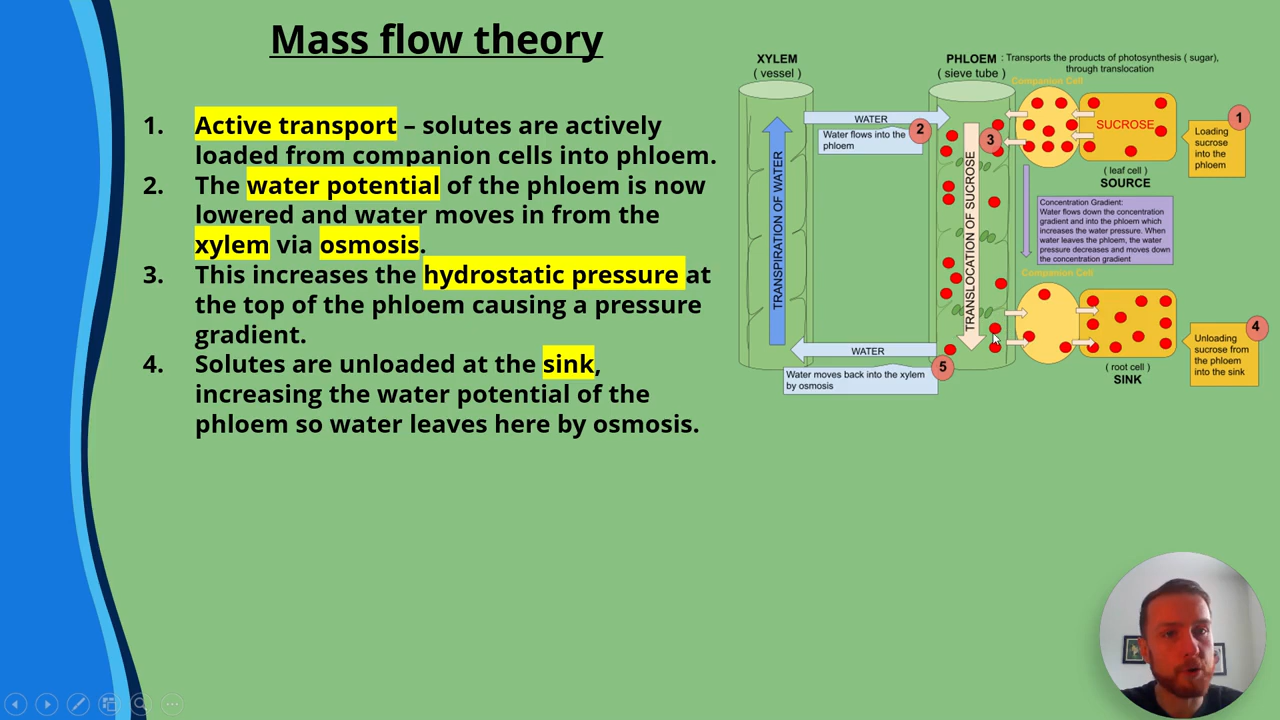 Mass flow theory
1. Active transport – solutes are actively
loaded from companion cells into phloem.
2. The water potential of the phloem is now
lowered and water moves in from the
xylem via osmosis.
3. This increases the hydrostatic pressure at
the top of the phloem causing a pressure
gradient.
4. Solutes are unloaded at the sink,
increasing the water potential of the
phloem so water leaves here by osmosis.
XYLEM
( vessel )
PHLOEM : Transports the products of photosynthesis ( sugar),
through translocation
( sieve tube )
Companion Cell
WATER
2
Water flows into the
phloem
3
SUCROSE
1
Loading
sucrose
into the
phloem
( leaf cell )
SOURCE
TRANSPIRATION OF WATER
TRANSLOCATION OF SUCROSE
Concentration Gradient:
Water flows down the concentration
gradient and into the phloem which
increases the water pressure. When
water leaves the phloem, the water
pressure decreases and moves down
the concentration gradient
Companion Cell
4
Unloading
sucrose from
the phloem
into the sink
WATER
5
Water moves back into the xylem
by osmosis
( root cell )
SINK